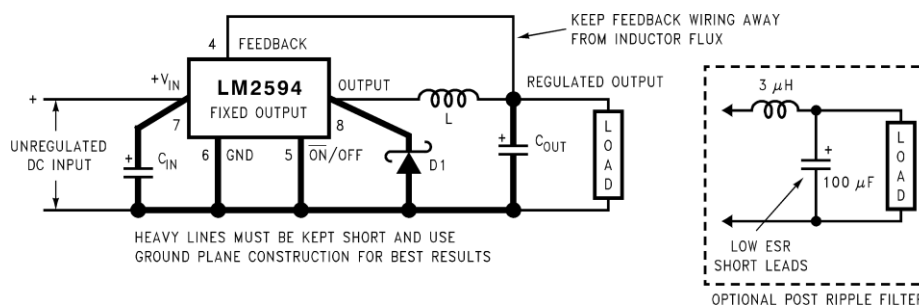 KEEP FEEDBACK WIRING AWAY
FROM INDUCTOR FLUX
4 FEEDBACK
+VIN
LM2594
FIXED OUTPUT
OUTPUT
REGULATED OUTPUT
+
7
8
L
UNREGULATED
DC INPUT
+
CIN
6 GND
5 ON/OFF
D1
+
COUT
LOAD
HEAVY LINES MUST BE KEPT SHORT AND USE
GROUND PLANE CONSTRUCTION FOR BEST RESULTS
3 μH
+
100 μF
LOAD
LOW ESR
SHORT LEADS
OPTIONAL POST RIPPLE FILTER